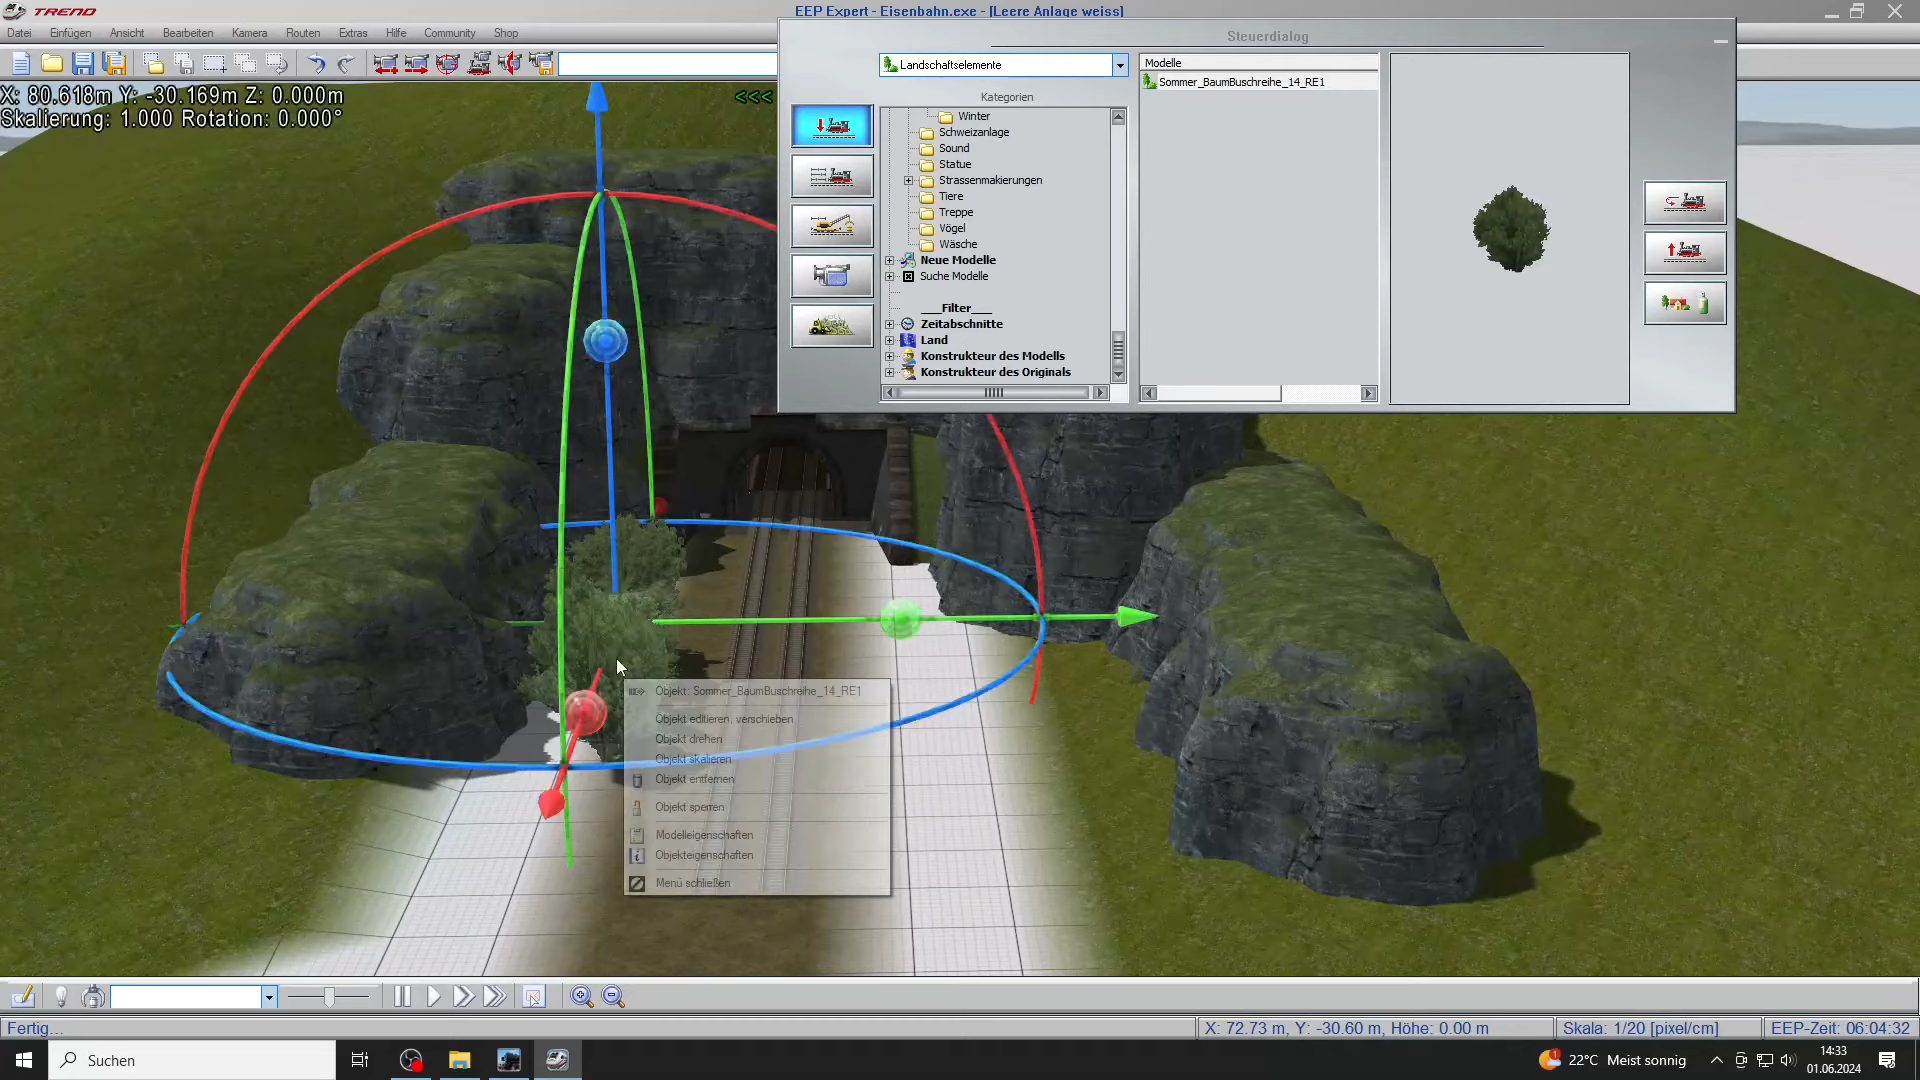 TREND
EEP Expert - Eisenbahn.exe - [Leere Anlage weiss]
Datei Einfügen Ansicht Bearbeiten Kamera Routen Extras Hilfe Community Shop
X: 80.618m Y: -30.169m Z: 0.000m
Skalierung: 1.000 Rotation: 0.000°
<<<
Steuerdialog
Landschaftselemente
Kategorien
Winter
Schweizanlage
Sound
Statue
Strassenmakierungen
Tiere
Treppe
Vögel
Wäsche
Neue Modelle
Suche Modelle
___Filter___
Zeitabschnitte
Land
Konstrukteur des Modells
Konstrukteur des Originals
Modelle
Sommer_BaumBuschreihe_14_RE1
Objekt: Sommer_BaumBuschreihe_14_RE1
Objekt editieren, verschieben
Objekt drehen
Objekt skalieren
Objekt entfernen
Objekt sperren
Modelleigenschaften
Objekteigenschaften
Menü schließen
Fertig...
X: 72.73 m, Y: -30.60 m, Höhe: 0.00 m
Skala: 1/20 [pixel/cm]
EEP-Zeit: 06:04:32
Suchen
1
22°C Meist sonnig
14:33
01.06.2024